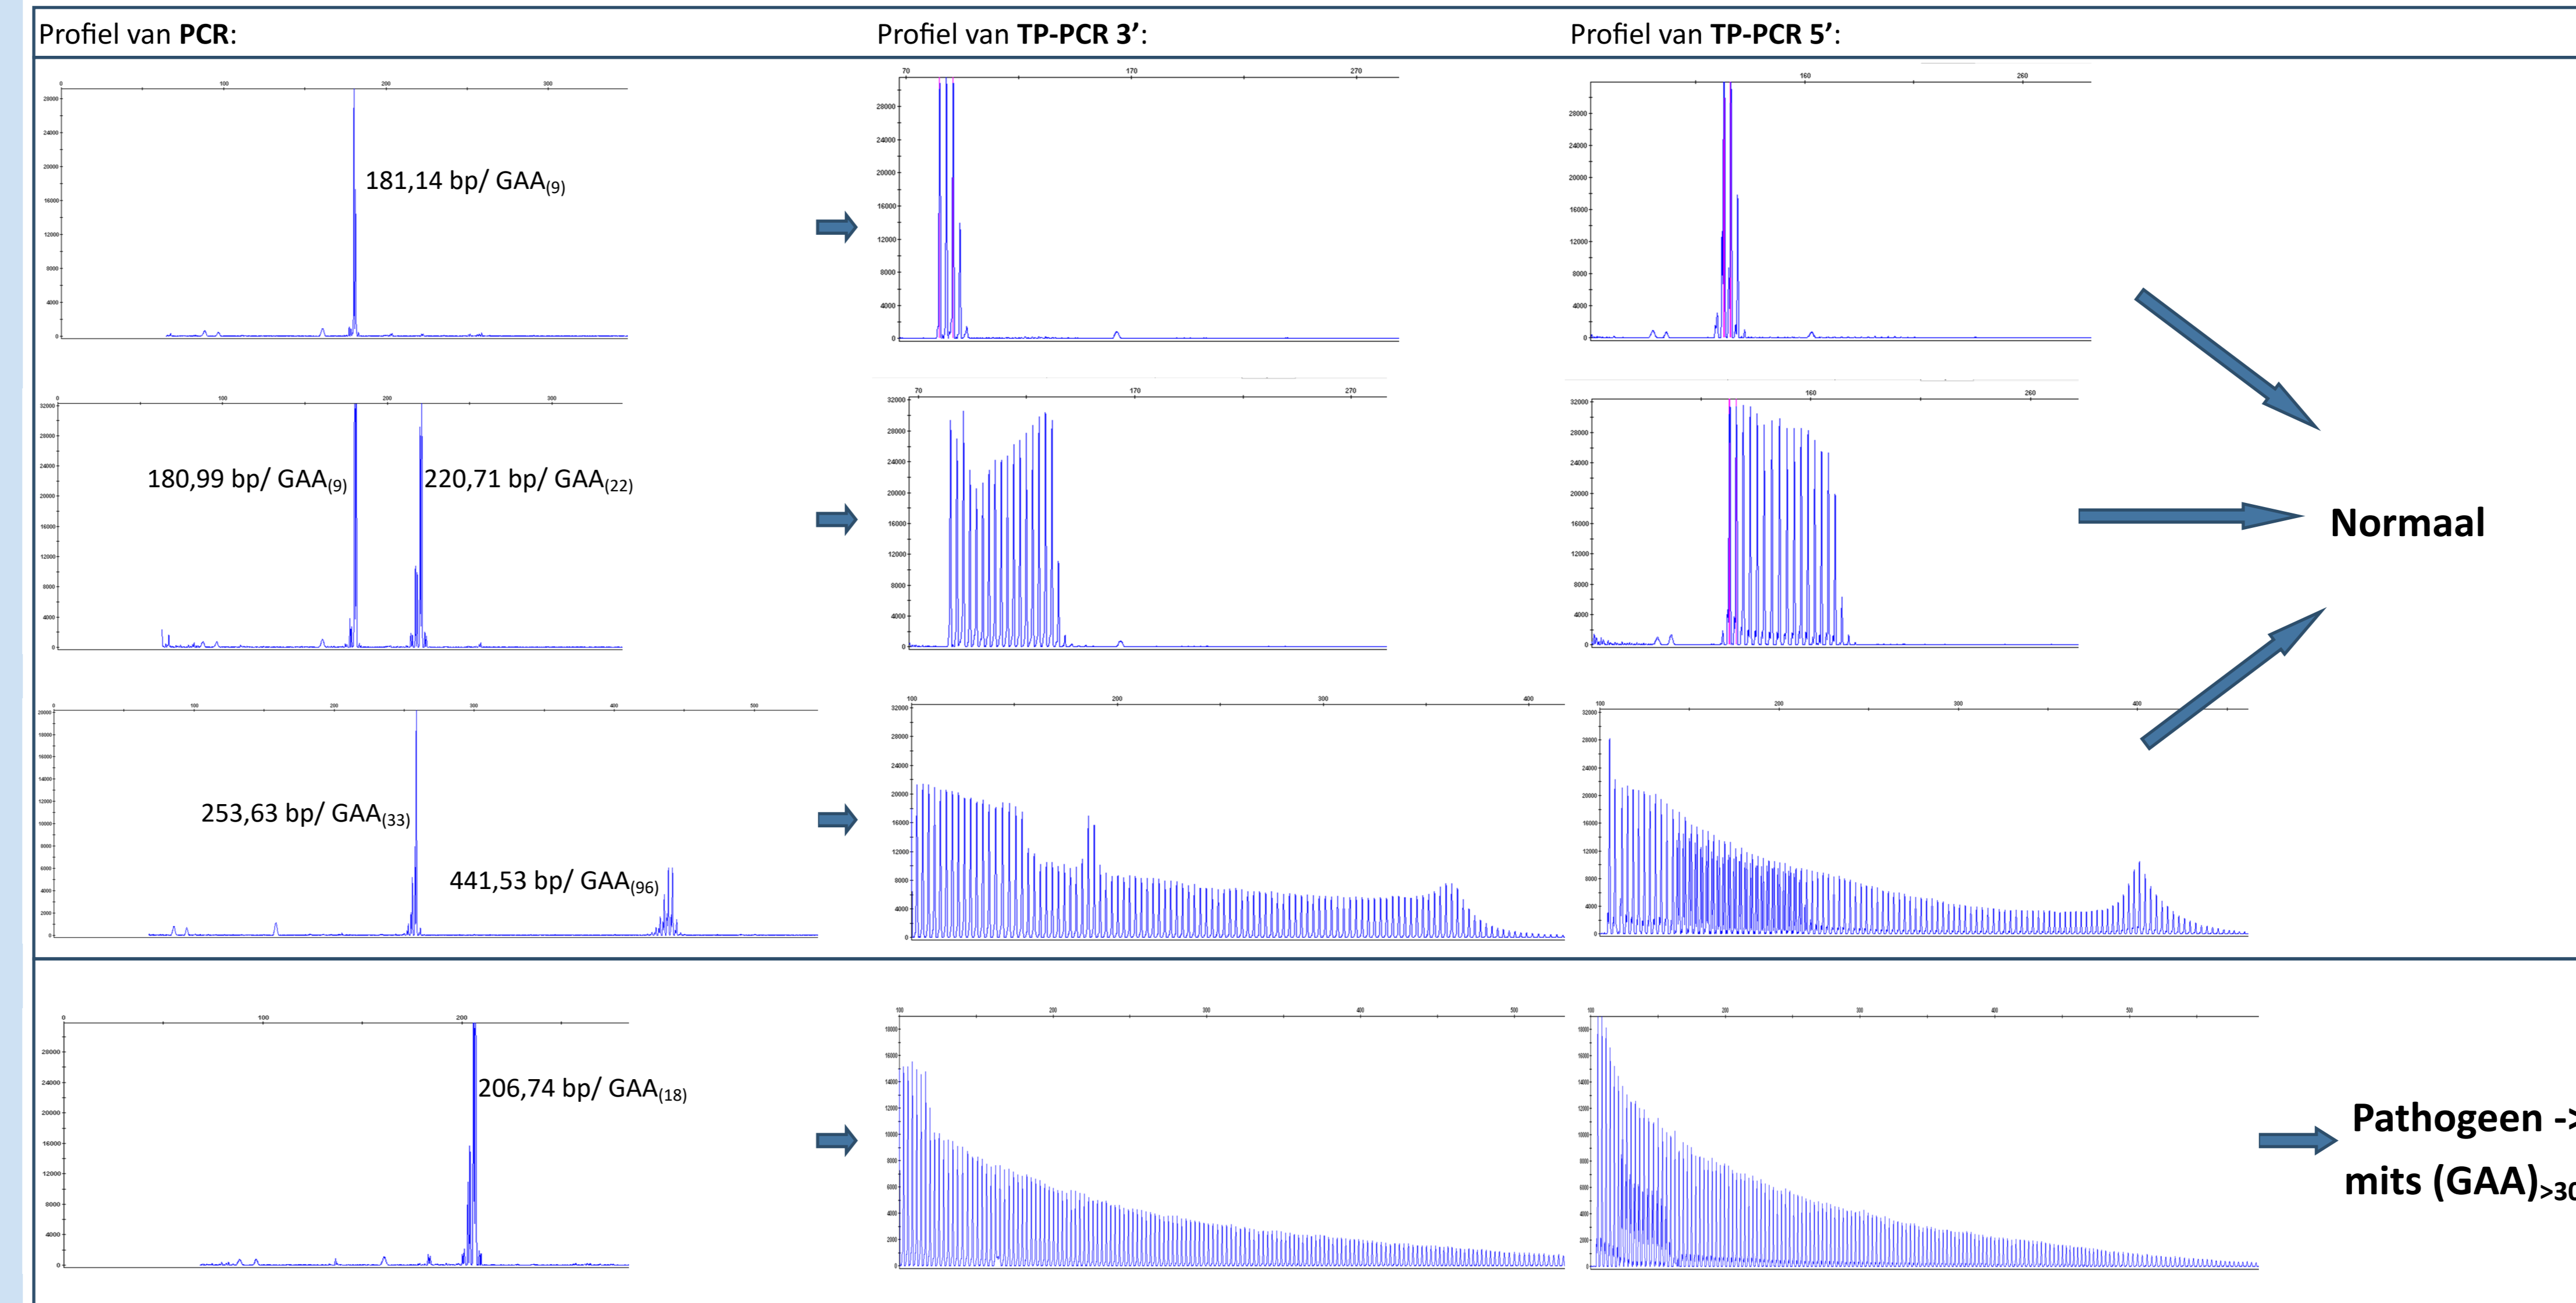 Profiel van PCR:
Profiel van TP-PCR 3’:
Profiel van TP-PCR 5’:
181,14 bp/ GAA(9)
180,99 bp/ GAA(9)
220,71 bp/ GAA(22)
Normaal
253,63 bp/ GAA(33)
441,53 bp/ GAA(96)
206,74 bp/ GAA(18)
Pathogeen ->
mits (GAA)>30